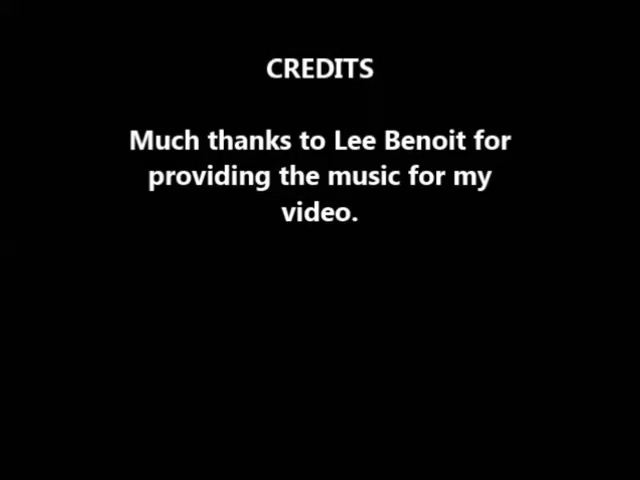 CREDITS
Much thanks to Lee Benoit for
providing the music for my
video.